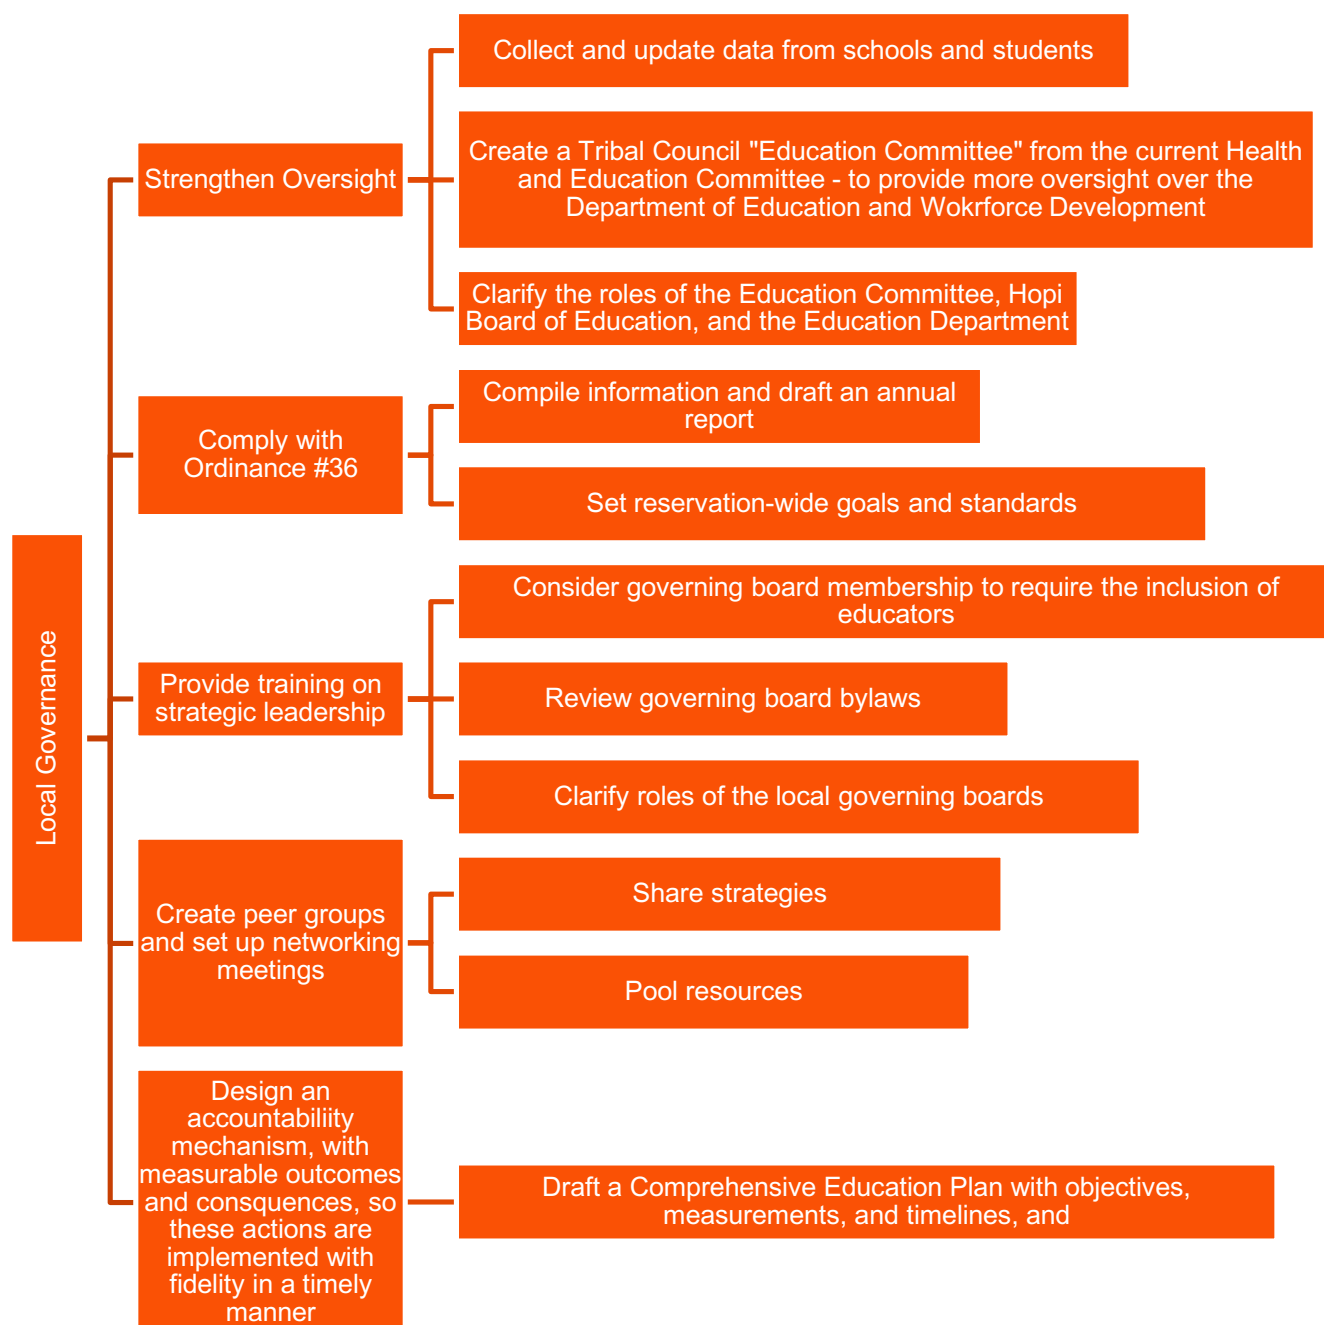 Local Governance
Strengthen Oversight
Collect and update data from schools and students
Create a Tribal Council "Education Committee" from the current Health
and Education Committee - to provide more oversight over the
Department of Education and Wokrforce Development
Clarify the roles of the Education Committee, Hopi
Board of Education, and the Education Department
Comply with
Ordinance #36
Compile information and draft an annual
report
Set reservation-wide goals and standards
Provide training on
strategic leadership
Consider governing board membership to require the inclusion of
educators
Review governing board bylaws
Clarify roles of the local governing boards
Create peer groups
and set up networking
meetings
Share strategies
Pool resources
Design an
accountabiliity
mechanism, with
measurable outcomes
and consquences, so
these actions are
implemented with
fidelity in a timely
manner
Draft a Comprehensive Education Plan with objectives,
measurements, and timelines, and